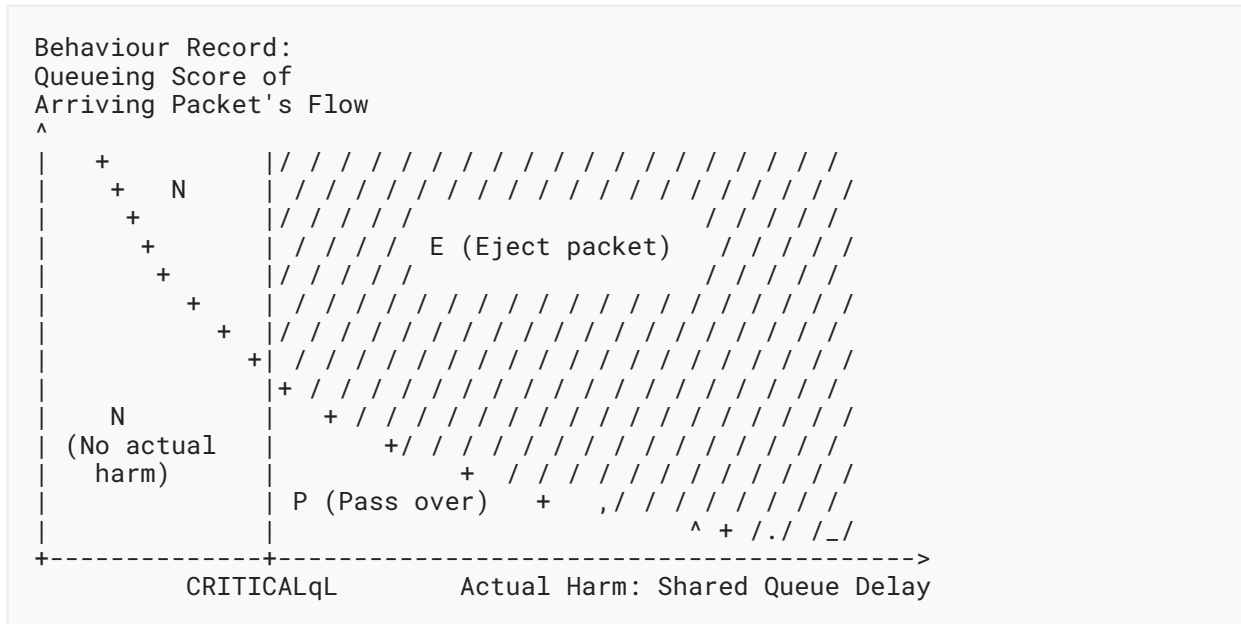 Behaviour Record:
Queueing Score of
Arriving Packet's Flow
^
|   +          |/ / / / / / / / / / / / / / / / / / /
|    +   N     | / / / / / / / / / / / / / / / / / / /
|     +        |/ / / / /                   / / / / /
|      +       | / / / /  E (Eject packet)   / / / / /
|       +      |/ / / / /                   / / / / /
|         +    | / / / / / / / / / / / / / / / / / / /
|           +  |/ / / / / / / / / / / / / / / / / / /
|             +| / / / / / / / / / / / / / / / / / / /
|              |+ / / / / / / / / / / / / / / / / / /
|    N         |   + / / / / / / / / / / / / / / / / /
| (No actual   |       +/ / / / / / / / / / / / / / /
|   harm)      |            +  / / / / / / / / / / / /
|              | P (Pass over)   +   ,/ / / / / / / /
|              |                           ^ + /./ /_/
+--------------+------------------------------------------>
          CRITICALqL        Actual Harm: Shared Queue Delay